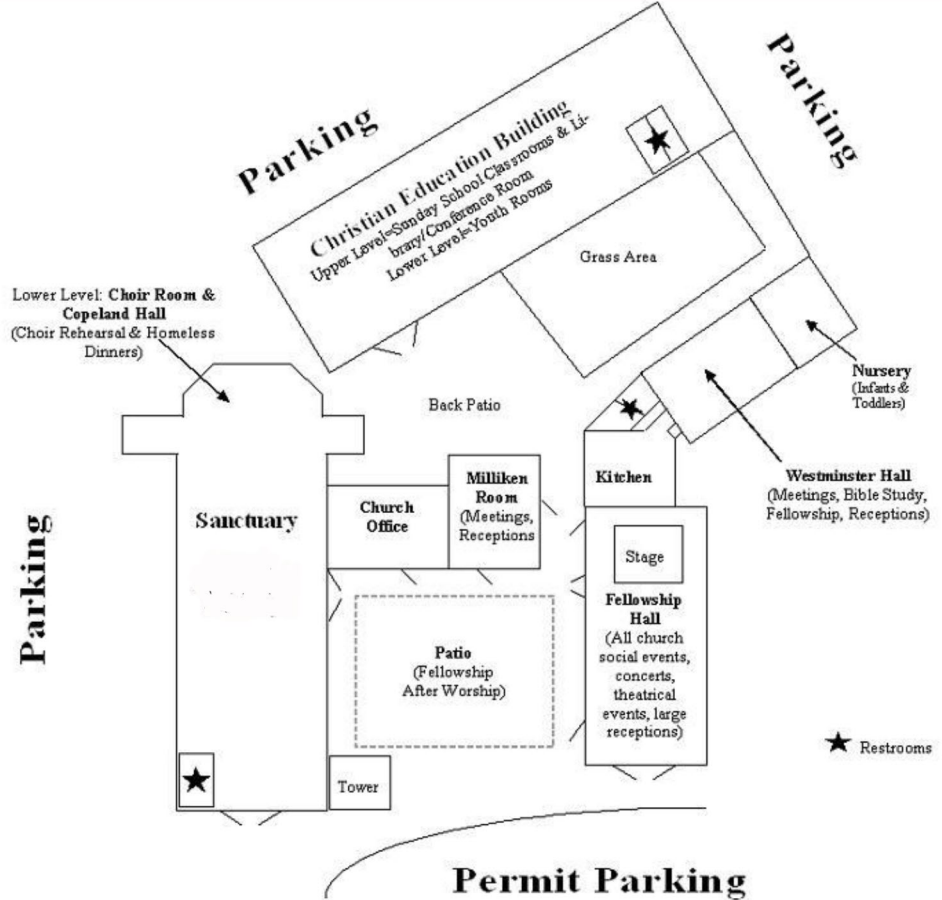 Parking
Parking
Christian Education Building
Upper Level=Sunday School Classrooms & Li-
brary/Conference Room
Lower Level=Youth Rooms
Grass Area
Lower Level: Choir Room &
Copeland Hall
(Choir Rehearsal & Homeless
Dinners)
Nursery
(Infants &
Toddlers)
Back Patio
Westminster Hall
(Meetings, Bible Study,
Fellowship, Receptions)
Kitchen
Milliken
Room
(Meetings,
Receptions
Church
Office
Sanctuary
Parking
Stage
Fellowship
Hall
(All church
social events,
concerts,
theatrical
events, large
receptions)
Patio
(Fellowship
After Worship)
Restrooms
Tower
Permit Parking